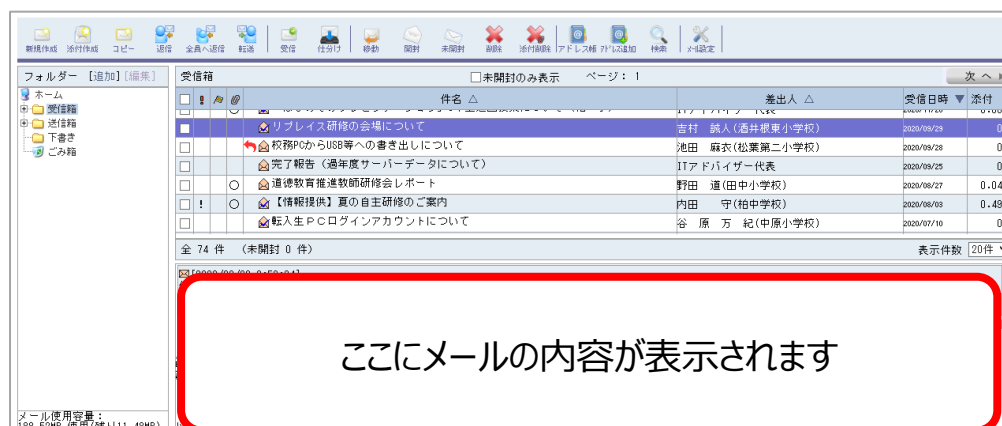 新規作成 添付作成 コピー 返信 全員へ返信 転送 受信 仕分け 移動 開封 未開封 削除 添付削除 アドレス帳 ｱﾄﾞﾚｽ追加 検索 ﾒｰﾙ設定
フォルダー [追加] [編集]
受信箱 未開封のみ表示 ページ: 1 次へ
ホーム
受信箱
送信箱
下書き
ごみ箱
! 件名 △ 差出人 △ 受信日時 ▼ 添付
リプレイス研修の会場について 吉村 誠人(酒井根東小学校) 2020/09/29 0
校務PCからUSB等への書き出しについて 池田 麻衣(松葉第二小学校) 2020/09/28 0
完了報告（過年度サーバーデータについて） ITアドバイザー代表 2020/09/25 0
○ 道徳教育推進教師研修会レポート 野田 道(田中小学校) 2020/08/27 0.04
! ○ 【情報提供】夏の自主研修のご案内 内田 守(柏中学校) 2020/08/03 0.49
転入生ＰＣログインアカウントについて 谷 原 万 紀(中原小学校) 2020/07/10 0
全 74 件 (未開封 0 件) 表示件数 20件
ここにメールの内容が表示されます
メール使用容量：